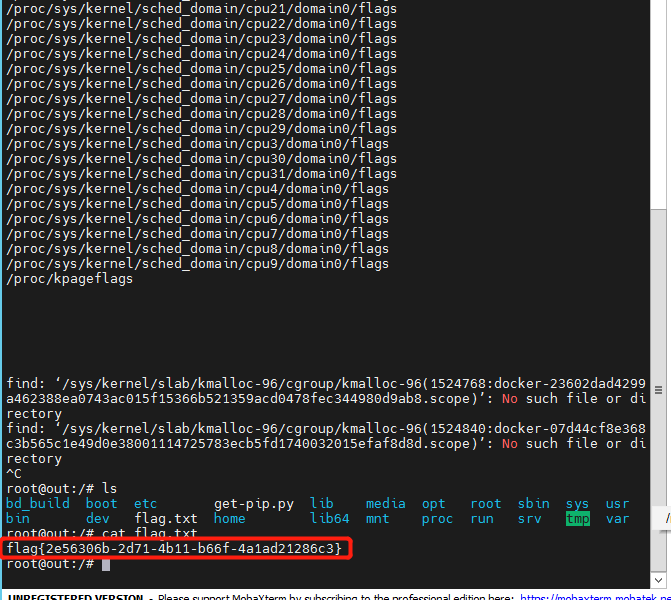 /proc/sys/kernel/sched_domain/cpu21/domain0/flags
/proc/sys/kernel/sched_domain/cpu22/domain0/flags
/proc/sys/kernel/sched_domain/cpu23/domain0/flags
/proc/sys/kernel/sched_domain/cpu24/domain0/flags
/proc/sys/kernel/sched_domain/cpu25/domain0/flags
/proc/sys/kernel/sched_domain/cpu26/domain0/flags
/proc/sys/kernel/sched_domain/cpu27/domain0/flags
/proc/sys/kernel/sched_domain/cpu28/domain0/flags
/proc/sys/kernel/sched_domain/cpu29/domain0/flags
/proc/sys/kernel/sched_domain/cpu3/domain0/flags
/proc/sys/kernel/sched_domain/cpu30/domain0/flags
/proc/sys/kernel/sched_domain/cpu31/domain0/flags
/proc/sys/kernel/sched_domain/cpu4/domain0/flags
/proc/sys/kernel/sched_domain/cpu5/domain0/flags
/proc/sys/kernel/sched_domain/cpu6/domain0/flags
/proc/sys/kernel/sched_domain/cpu7/domain0/flags
/proc/sys/kernel/sched_domain/cpu8/domain0/flags
/proc/sys/kernel/sched_domain/cpu9/domain0/flags
/proc/kpageflags
find: ‘/sys/kernel/slab/kmalloc-96/cgroup/kmalloc-96(1524768:docker-23602dad4299
a462388ea0743ac015f15366b521359acd0478fec344980d9ab8.scope)’: No such file or di
rectory
find: ‘/sys/kernel/slab/kmalloc-96/cgroup/kmalloc-96(1524840:docker-07d44cf8e368
c3b565c1e49d0e38001114725783ecb5fd1740032015efaf8d8d.scope)’: No such file or di
rectory
^C
root@out:/# ls
bd_build boot etc get-pip.py lib media opt root sbin sys usr
bin dev flag.txt home lib64 mnt proc run srv tmp var
root@out:/# cat flag.txt
flag{2e56306b-2d71-4b11-b66f-4a1ad21286c3}
root@out:/#
UNREGISTERED VERSION - Please support MobaXterm by subscribing to the professional edition here: https://mobaxterm.mobatek.ne